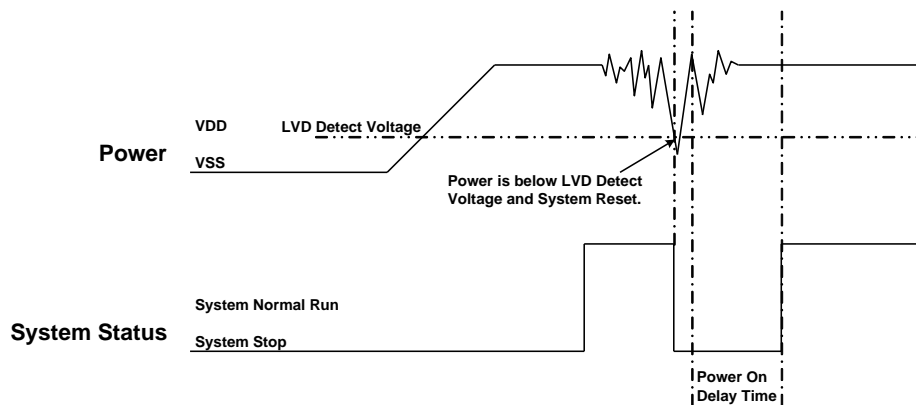 VDD
LVD Detect Voltage
Power
VSS
Power is below LVD Detect
Voltage and System Reset.
System Normal Run
System Status
System Stop
Power On
Delay Time